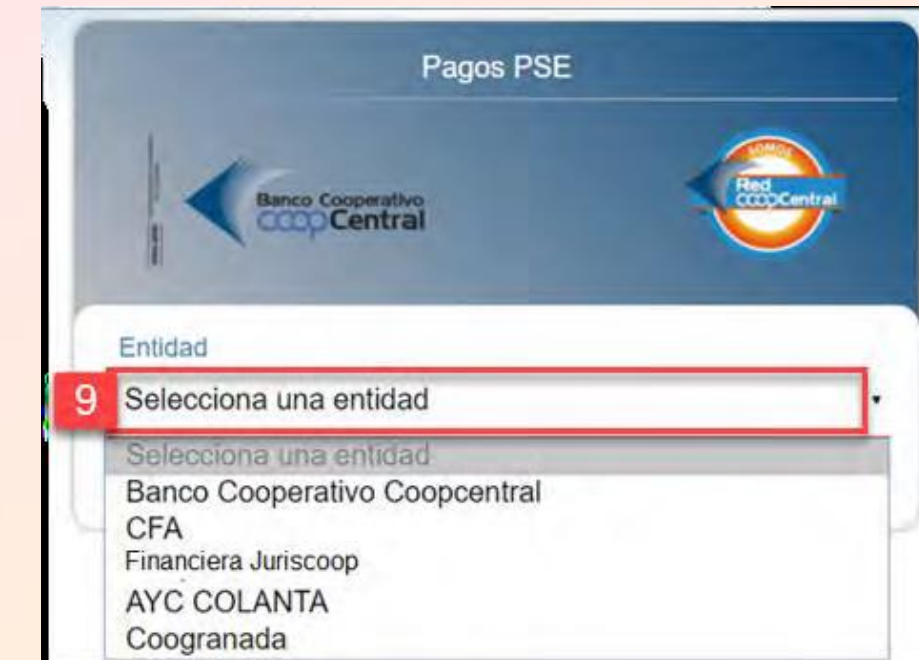 Pagos PSE
Banco Cooperativo
coopCentral
SOMOS
Red
coopCentral
Entidad
9 Selecciona una entidad
Selecciona una entidad
Banco Cooperativo Coopcentral
CFA
Financiera Juriscoop
AYC COLANTA
Coogranada